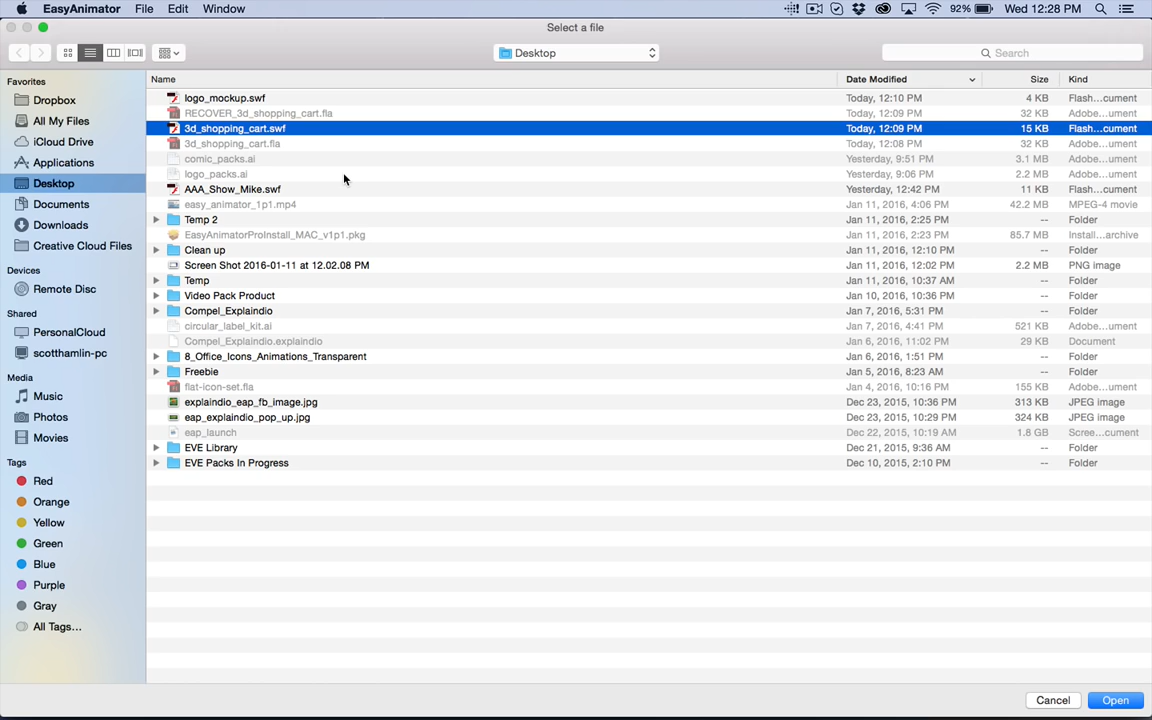 EasyAnimator File Edit Window 92% Wed 12:28 PM
Select a file
Desktop Search
Favorites
Dropbox
All My Files
iCloud Drive
Applications
Desktop
Documents
Downloads
Creative Cloud Files
Devices
Remote Disc
Shared
PersonalCloud
scotthamlin-pc
Media
Music
Photos
Movies
Tags
Red
Orange
Yellow
Green
Blue
Purple
Gray
All Tags...
Name Date Modified Size Kind
logo_mockup.swf Today, 12:10 PM 4 KB Flash...cument
RECOVER_3d_shopping_cart.fla Today, 12:09 PM 32 KB Adobe...ument
3d_shopping_cart.swf Today, 12:09 PM 15 KB Flash...cument
3d_shopping_cart.fla Today, 12:08 PM 32 KB Adobe...ument
comic_packs.ai Yesterday, 9:51 PM 3.1 MB Adobe...ument
logo_packs.ai Yesterday, 9:06 PM 2.2 MB Adobe...ument
AAA_Show_Mike.swf Yesterday, 12:42 PM 11 KB Flash...cument
easy_animator_1p1.mp4 Jan 11, 2016, 4:06 PM 42.2 MB MPEG-4 movie
Temp 2 Jan 11, 2016, 2:25 PM -- Folder
EasyAnimatorProInstall_MAC_v1p1.pkg Jan 11, 2016, 2:23 PM 85.7 MB Install...archive
Clean up Jan 11, 2016, 12:10 PM -- Folder
Screen Shot 2016-01-11 at 12.02.08 PM Jan 11, 2016, 12:02 PM 2.2 MB PNG image
Temp Jan 11, 2016, 10:37 AM -- Folder
Video Pack Product Jan 10, 2016, 10:36 PM -- Folder
Compel_Explaindio Jan 7, 2016, 5:31 PM -- Folder
circular_label_kit.ai Jan 7, 2016, 4:41 PM 521 KB Adobe...ument
Compel_Explaindio.explaindio Jan 6, 2016, 11:02 PM 29 KB Document
8_Office_Icons_Animations_Transparent Jan 6, 2016, 1:51 PM -- Folder
Freebie Jan 5, 2016, 8:23 AM -- Folder
flat-icon-set.fla Jan 4, 2016, 10:16 PM 155 KB Adobe...ument
explaindio_eap_fb_image.jpg Dec 23, 2015, 10:36 PM 313 KB JPEG image
eap_explaindio_pop_up.jpg Dec 23, 2015, 10:29 PM 324 KB JPEG image
eap_launch Dec 22, 2015, 10:19 AM 1.8 GB Scree...cument
EVE Library Dec 21, 2015, 9:36 AM -- Folder
EVE Packs In Progress Dec 10, 2015, 2:10 PM -- Folder
Cancel Open